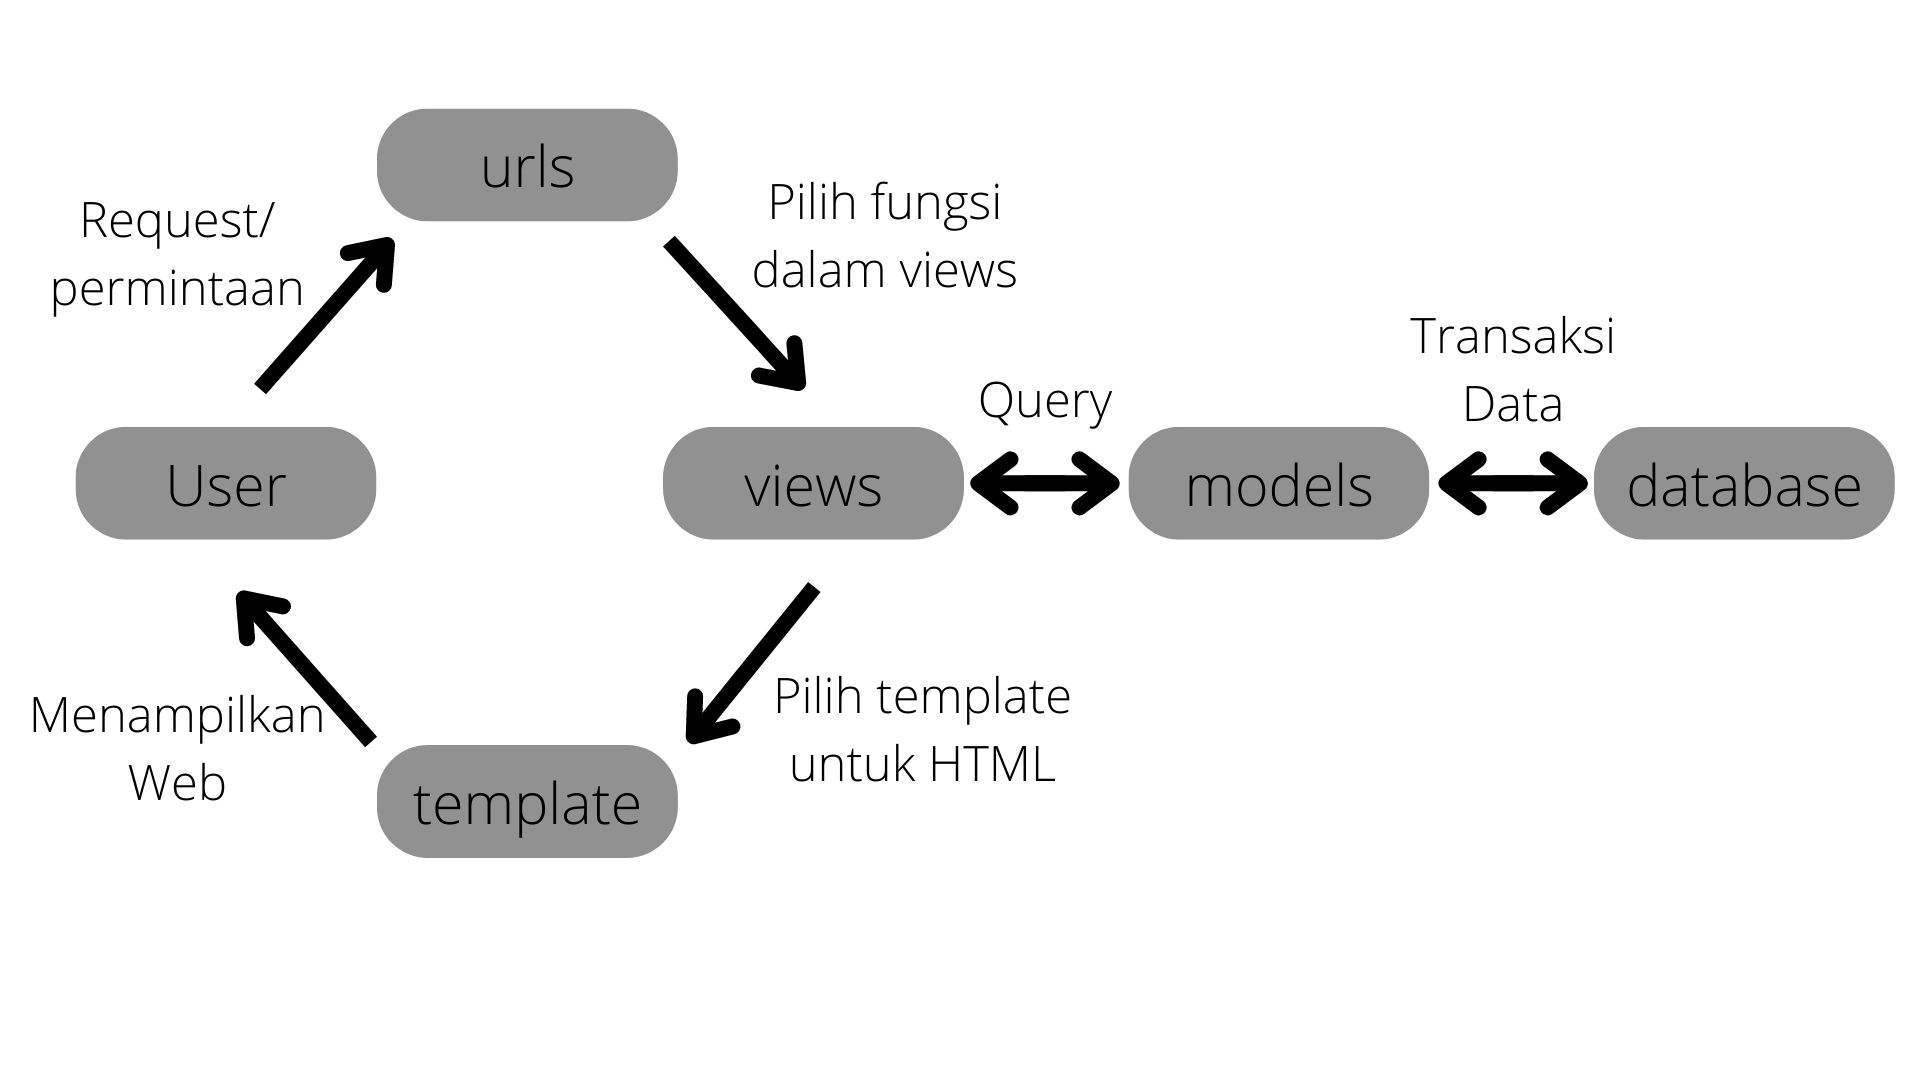 urls
Request/
permintaan
Pilih fungsi
dalam views
Transaksi
Data
Query
User
views
models
database
Menampilkan
Web
Pilih template
untuk HTML
template